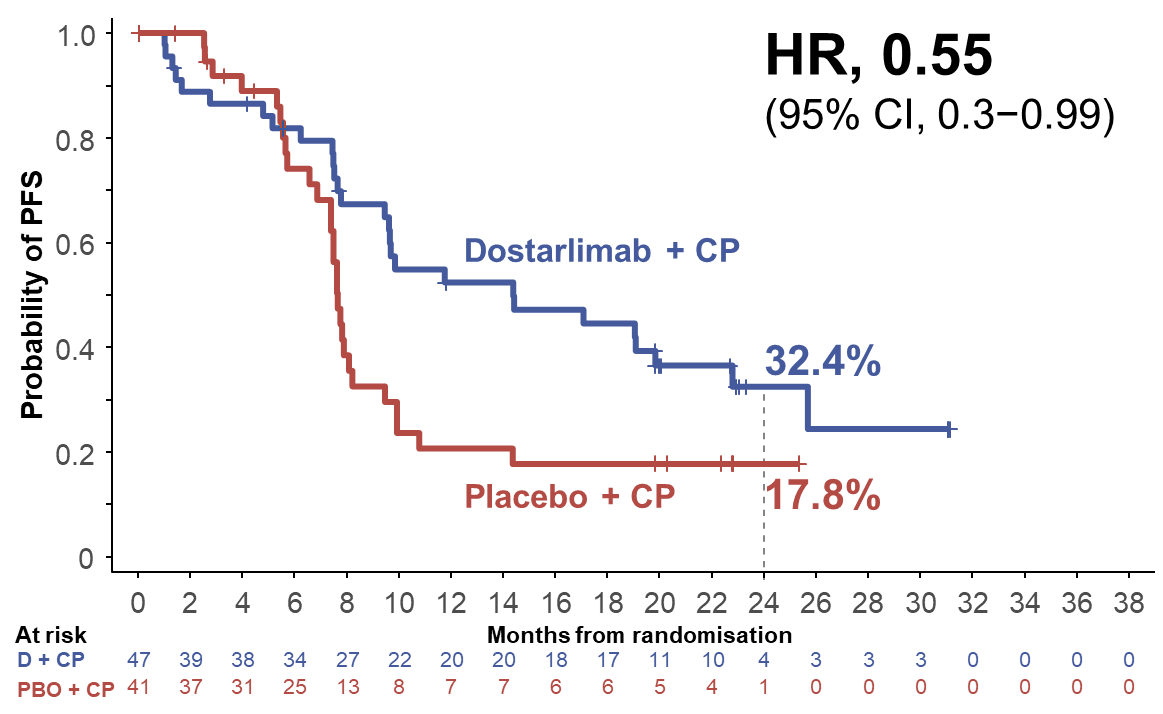 HR, 0.55
(95% CI, 0.3−0.99)
Probability of PFS
1.0
0.8
0.6
0.4
0.2
0
Dostarlimab + CP
32.4%
Placebo + CP
17.8%
0 2 4 6 8 10 12 14 16 18 20 22 24 26 28 30 32 34 36 38
At risk
Months from randomisation
D + CP 47 39 38 34 27 22 20 20 18 17 11 10 4 3 3 3 0 0 0 0
PBO + CP 41 37 31 25 13 8 7 7 6 6 5 4 1 0 0 0 0 0 0 0